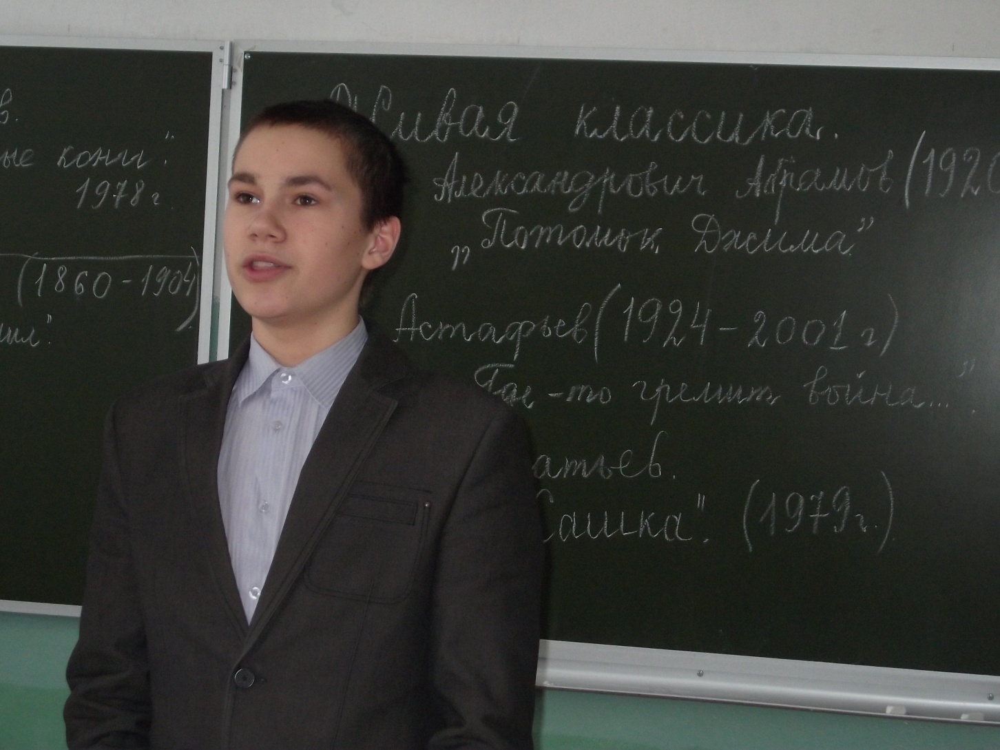 в.
ые кони".
1978 г.
(1860-1904)
Живая классика.
Александрович Абрамов (1920
„Потомок Джима"
Астафьев (1924-2001 г)
Где-то гремит война...".
атьев.
Сашка". (1979г.)